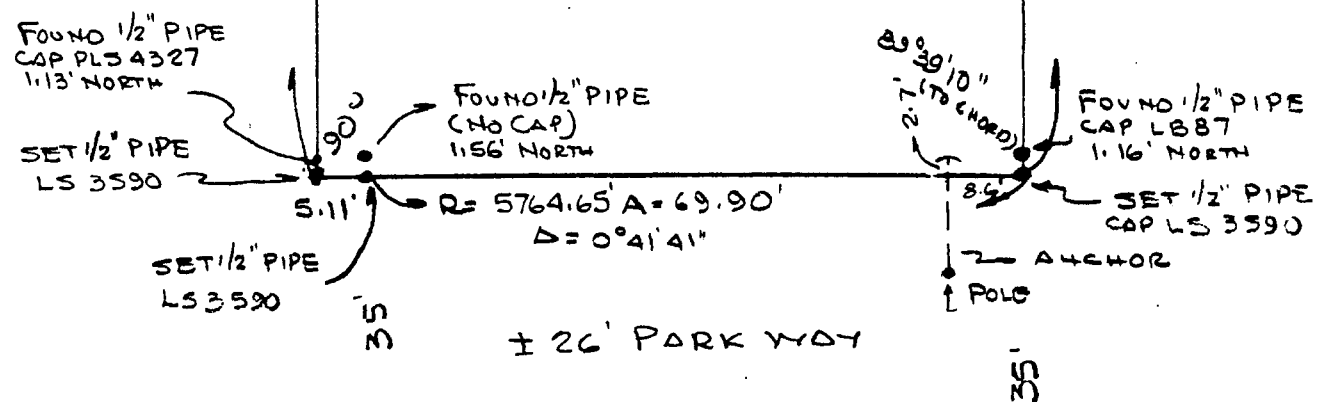 FOUND 1/2" PIPE
CAP PLS 4327
1.13' NORTH
SET 1/2" PIPE
LS 3590
90°
FOUND 1/2" PIPE
(NO CAP)
1.56' NORTH
5.11'
R= 5764.65' A= 69.90'
Δ= 0°41'41"
SET 1/2" PIPE
LS 3590
35'
± 26' PARKWAY
89°39'10"
(TO CHORD)
2.7'
8.6'
FOUND 1/2" PIPE
CAP LB87
1.16' NORTH
SET 1/2" PIPE
CAP LS 3590
ANCHOR
POLE
35'